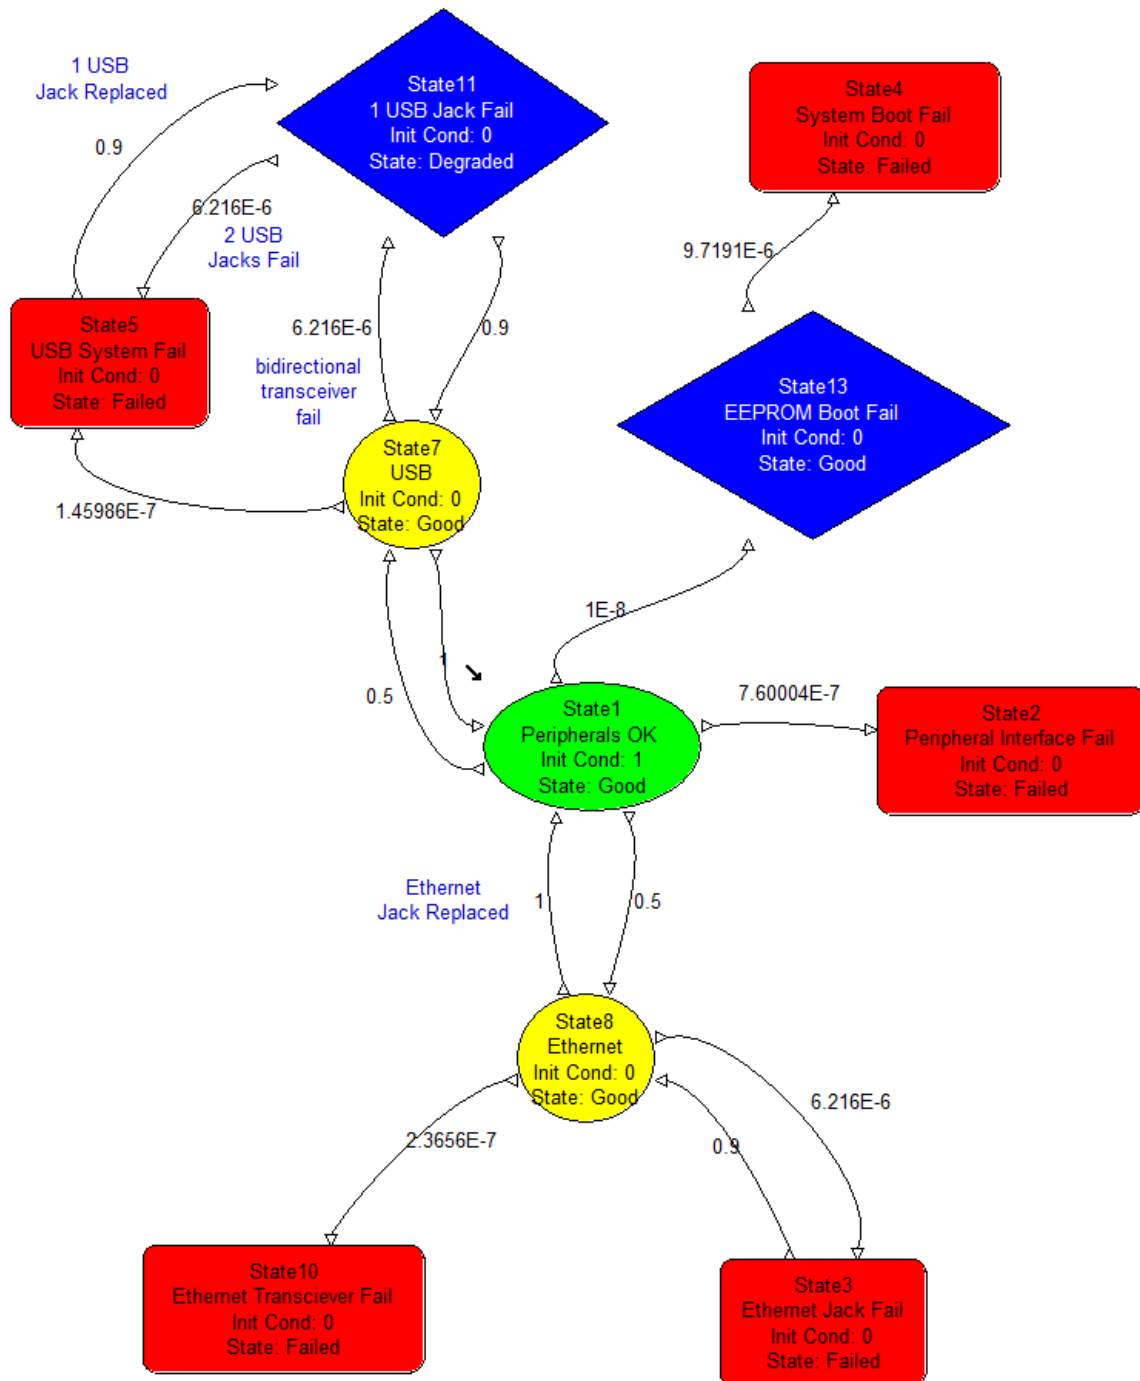 1 USB
Jack Replaced
0.9
State11
1 USB Jack Fail
Init Cond: 0
State: Degraded
6.216E-6
2 USB
Jacks Fail
State4
System Boot Fail
Init Cond: 0
State: Failed
9.7191E-6
State5
USB System Fail
Init Cond: 0
State: Failed
6.216E-6
0.9
bidirectional
transceiver
fail
State13
EEPROM Boot Fail
Init Cond: 0
State: Good
State7
USB
Init Cond: 0
State: Good
1.45986E-7
1E-8
1
0.5
State1
Peripherals OK
Init Cond: 1
State: Good
7.60004E-7
State2
Peripheral Interface Fail
Init Cond: 0
State: Failed
Ethernet
Jack Replaced
1
0.5
State8
Ethernet
Init Cond: 0
State: Good
6.216E-6
2.3656E-7
0.9
State10
Ethernet Transciever Fail
Init Cond: 0
State: Failed
State3
Ethernet Jack Fail
Init Cond: 0
State: Failed